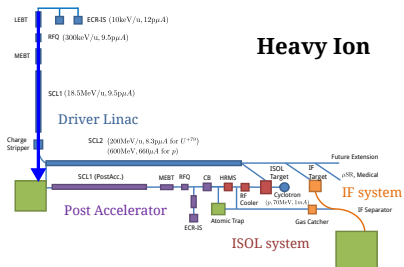 LEBT
ECR-IS (10keV/u, 12pμA)
RFQ (300keV/u, 9.5pμA)
Heavy Ion
MEBT
SCL1 (18.5MeV/u, 9.5pμA)
Driver Linac
Charge
Stripper
SCL2 (200MeV/u, 8.3pμA for U⁺⁷⁹)
(600MeV, 660μA for p)
Future Extension
SCL1 (PostAcc.)
MEBT
RFQ
CB
HRMS
RF
Cooler
ISOL
Target
Cyclotron
(p, 70MeV, 1mA)
IF
Target
μSR, Medical
IF system
Post Accelerator
ECR-IS
Atomic Trap
Gas Catcher
IF Separator
ISOL system